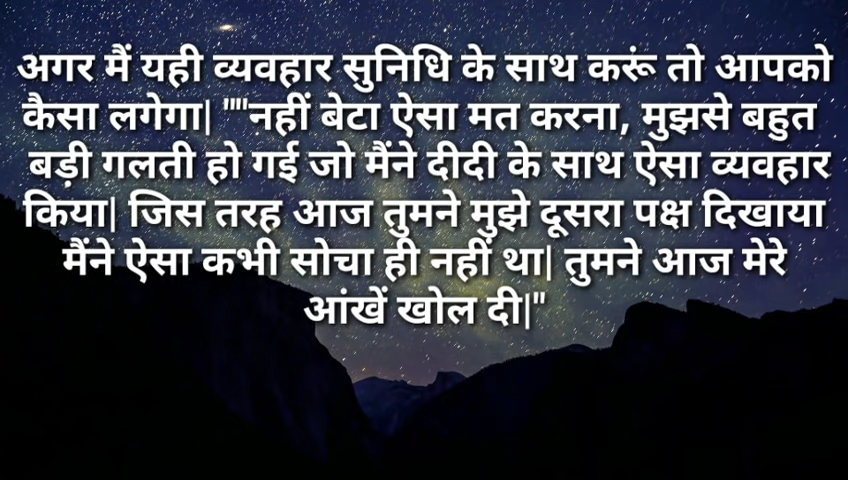 अगर मैं यही व्यवहार सुनिधि के साथ करूं तो आपको
कैसा लगेगा| ""नहीं बेटा ऐसा मत करना, मुझसे बहुत
बड़ी गलती हो गई जो मैंने दीदी के साथ ऐसा व्यवहार
किया| जिस तरह आज तुमने मुझे दूसरा पक्ष दिखाया
मैंने ऐसा कभी सोचा ही नहीं था| तुमने आज मेरे
आंखें खोल दी|"